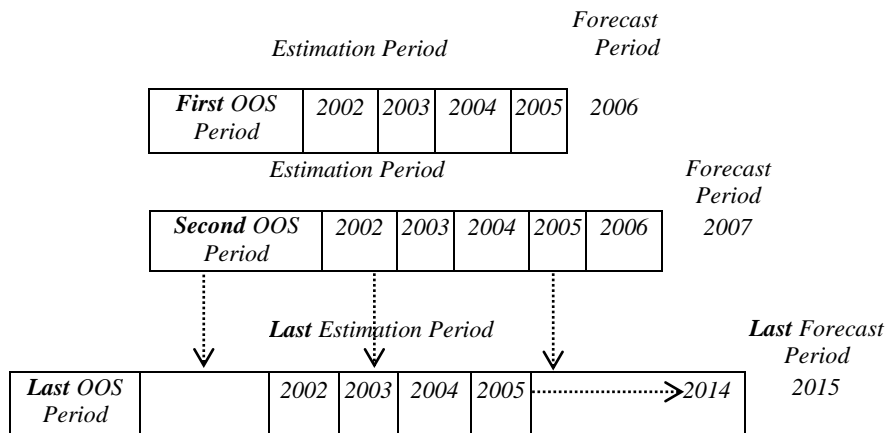 Forecast
Estimation Period Period
First OOS 2002 2003 2004 2005 2006
Period
Estimation Period Forecast
Period
Second OOS 2002 2003 2004 2005 2006 2007
Period
Last Estimation Period Last Forecast
Period
Last OOS 2002 2003 2004 2005 2014 2015
Period